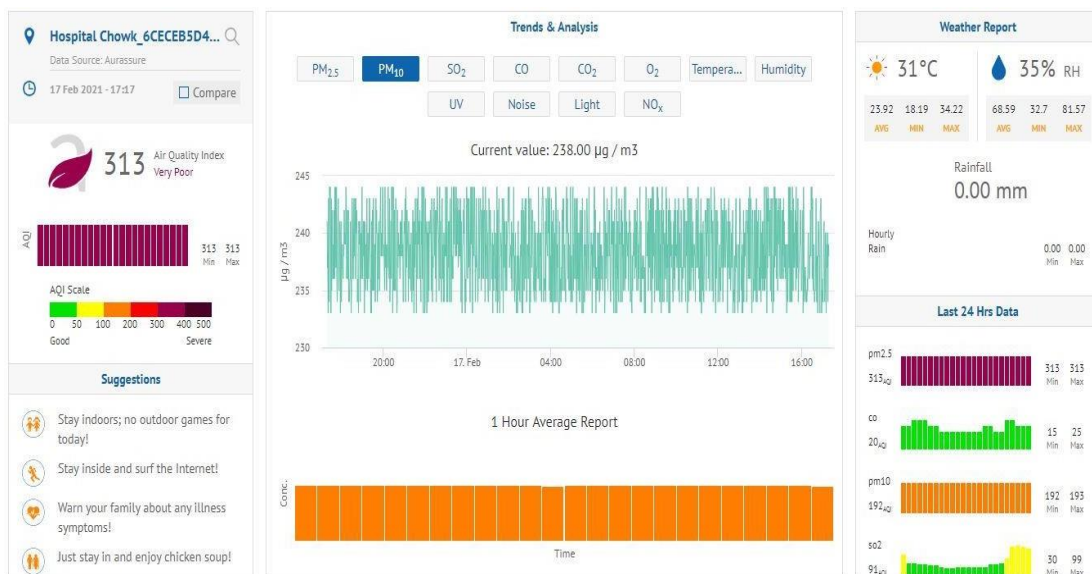 Hospital Chowk_6CECEB5D4...
Data Source: Aurassure
17 Feb 2021 - 17:17
Compare
313
Air Quality Index
Very Poor
AQI
313 313
Min Max
AQI Scale
0 50 100 200 300 400 500
Good Severe
Suggestions
Stay indoors; no outdoor games for
today!
Stay inside and surf the Internet!
Warn your family about any illness
symptoms!
Just stay in and enjoy chicken soup!
Trends & Analysis
PM2.5 PM10 SO2 CO CO2 O2 Tempera... Humidity
UV Noise Light NOX
Current value: 238.00 µg / m3
245
240
235
230
µg / m3
20:00 17. Feb 04:00 08:00 12:00 16:00
1 Hour Average Report
Conc.
Time
Weather Report
31°C 35% RH
23.92 18.19 34.22 68.59 32.7 81.57
AVG MIN MAX AVG MIN MAX
Rainfall
0.00 mm
Hourly
Rain
0.00 0.00
Min Max
Last 24 Hrs Data
pm2.5
313AQI
313 313
Min Max
co
20AQI
15 25
Min Max
pm10
192AQI
192 193
Min Max
so2
91AQI
30 99
Min Max